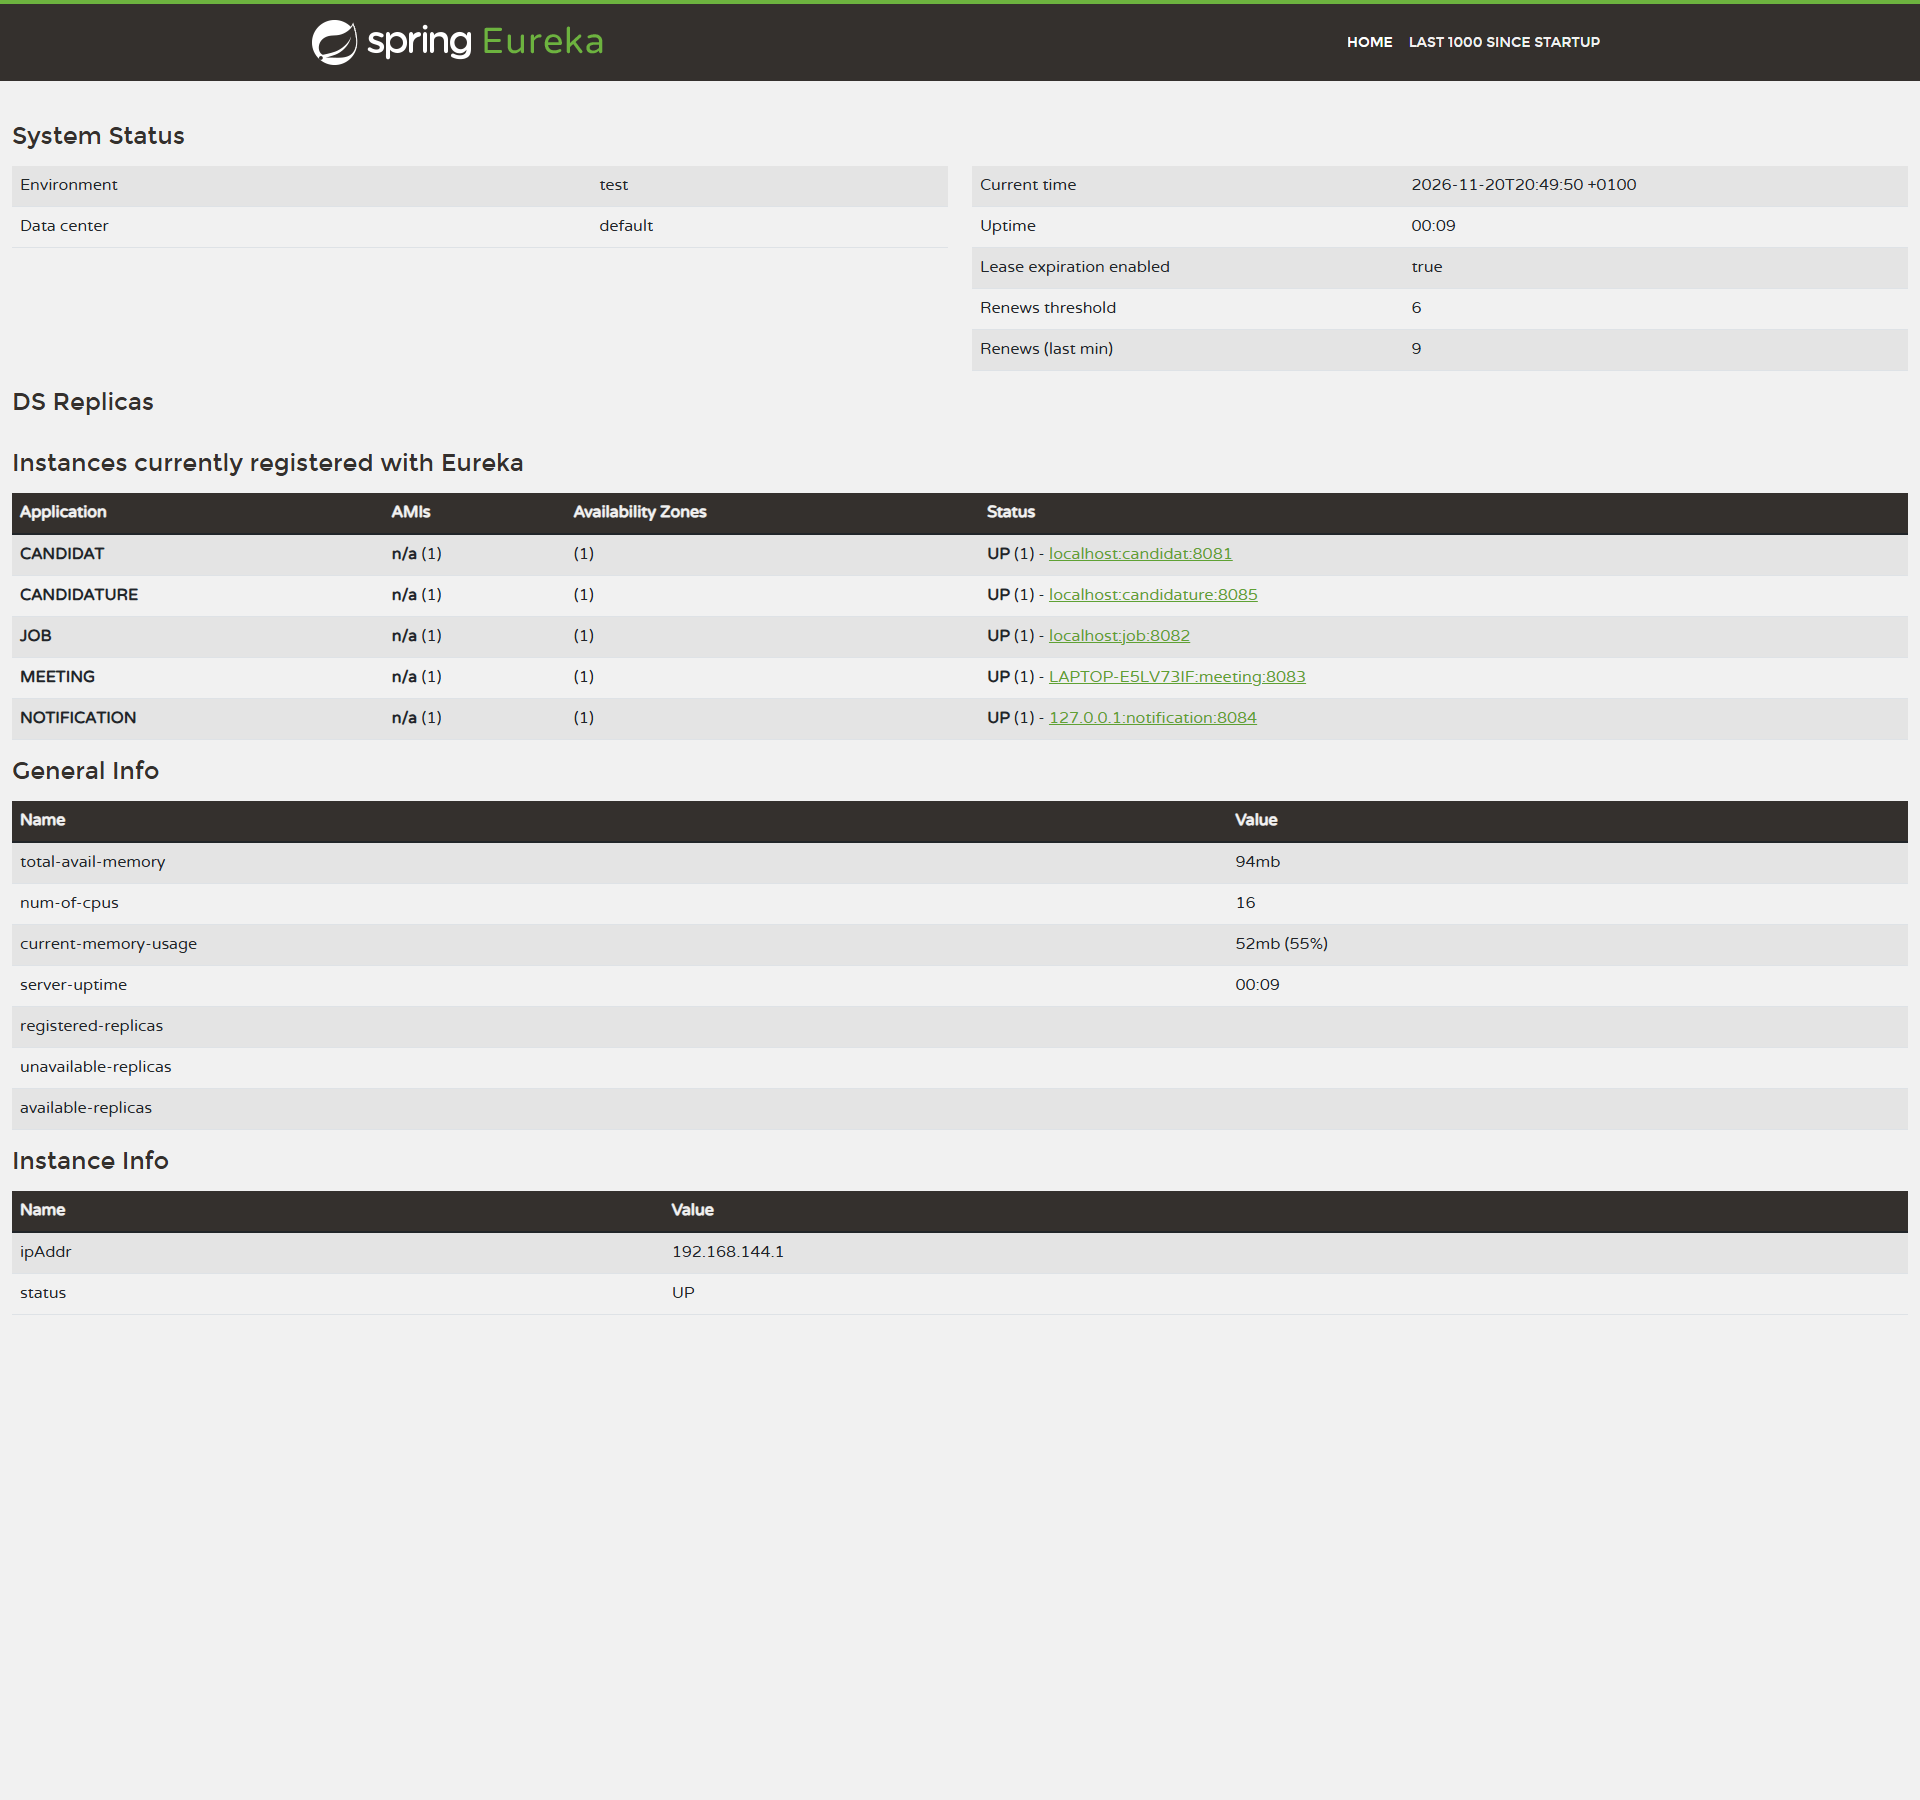 spring Eureka
HOME LAST 1000 SINCE STARTUP
System Status
Environment test
Data center default
Current time 2026-11-20T20:49:50 +0100
Uptime 00:09
Lease expiration enabled true
Renews threshold 6
Renews (last min) 9
DS Replicas
Instances currently registered with Eureka
Application AMIs Availability Zones Status
CANDIDAT n/a (1) (1) UP (1) - localhost:candidat:8081
CANDIDATURE n/a (1) (1) UP (1) - localhost:candidature:8085
JOB n/a (1) (1) UP (1) - localhost:job:8082
MEETING n/a (1) (1) UP (1) - LAPTOP-E5LV73IF:meeting:8083
NOTIFICATION n/a (1) (1) UP (1) - 127.0.0.1:notification:8084
General Info
Name Value
total-avail-memory 94mb
num-of-cpus 16
current-memory-usage 52mb (55%)
server-uptime 00:09
registered-replicas
unavailable-replicas
available-replicas
Instance Info
Name Value
ipAddr 192.168.144.1
status UP